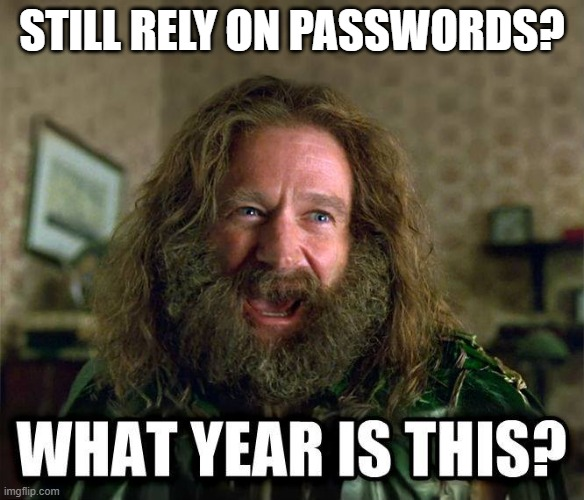 STILL RELY ON PASSWORDS?
WHAT YEAR IS THIS?
imgflip.com